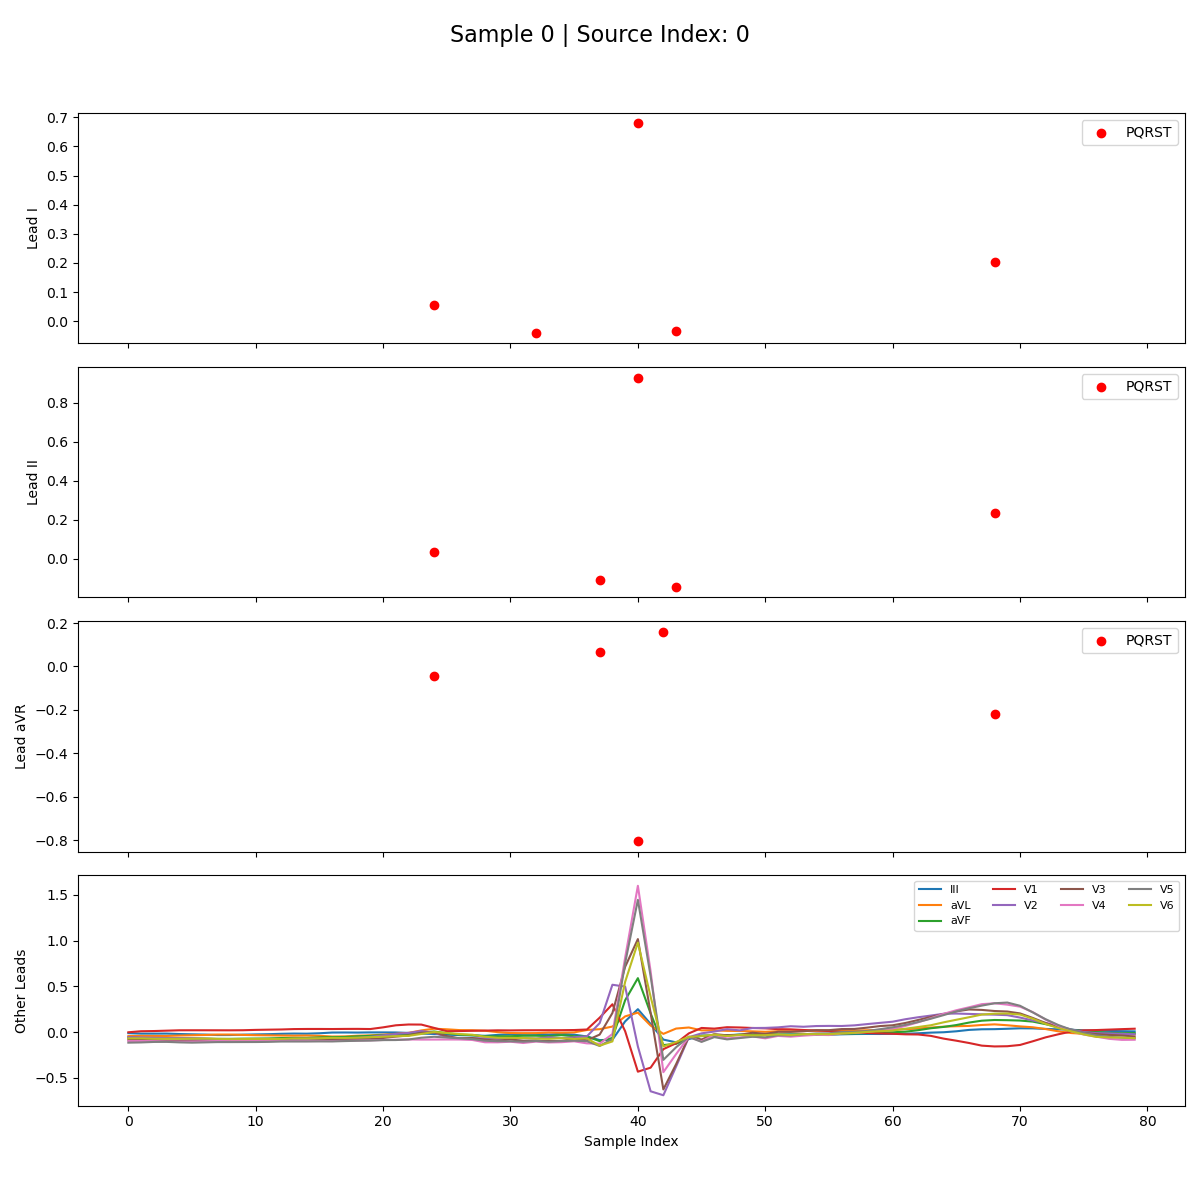 Sample 0 | Source Index: 0
0.7
0.6
0.5
0.4
0.3
0.2
0.1
0.0
Lead I
PQRST
0.8
0.6
0.4
0.2
0.0
Lead II
PQRST
0.2
0.0
−0.2
−0.4
−0.6
−0.8
Lead aVR
PQRST
1.5
1.0
0.5
0.0
−0.5
Other Leads
III V1 V3 V5
aVL V2 V4 V6
aVF
0 10 20 30 40 50 60 70 80
Sample Index